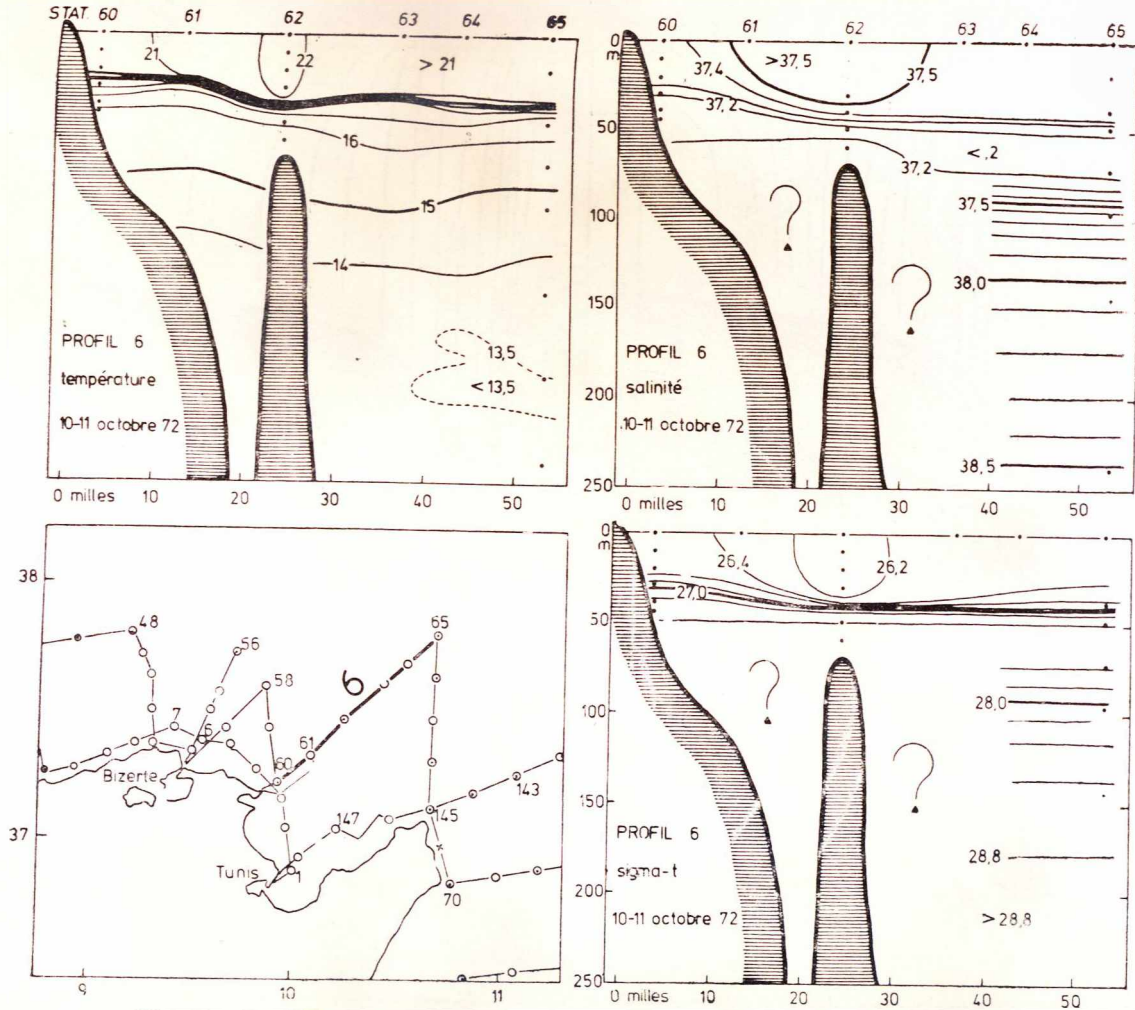 STAT. 60 61 62 63 64 65
21
22
> 21
16
15
14
13,5
< 13,5
PROFIL 6
température
10-11 octobre 72
0 milles 10 20 30 40 50
60 61 62 63 64 65
0
m
50
100
150
200
250
37,4
>37,5
37,5
37,2
37,2
< ,2
37,5
38,0
38,5
?
?
PROFIL 6
salinité
10-11 octobre 72
0 milles 10 20 30 40 50
38
37
9 10 11
48
56
58
65
7
6
6
61
60
Bizerte
147
145
143
Tunis
1
70
0
m
50
100
150
200
250
26,4
26,2
27,0
28,0
28,8
>28,8
?
?
PROFIL 6
sigma-t
10-11 octobre 72
0 milles 10 20 30 40 50